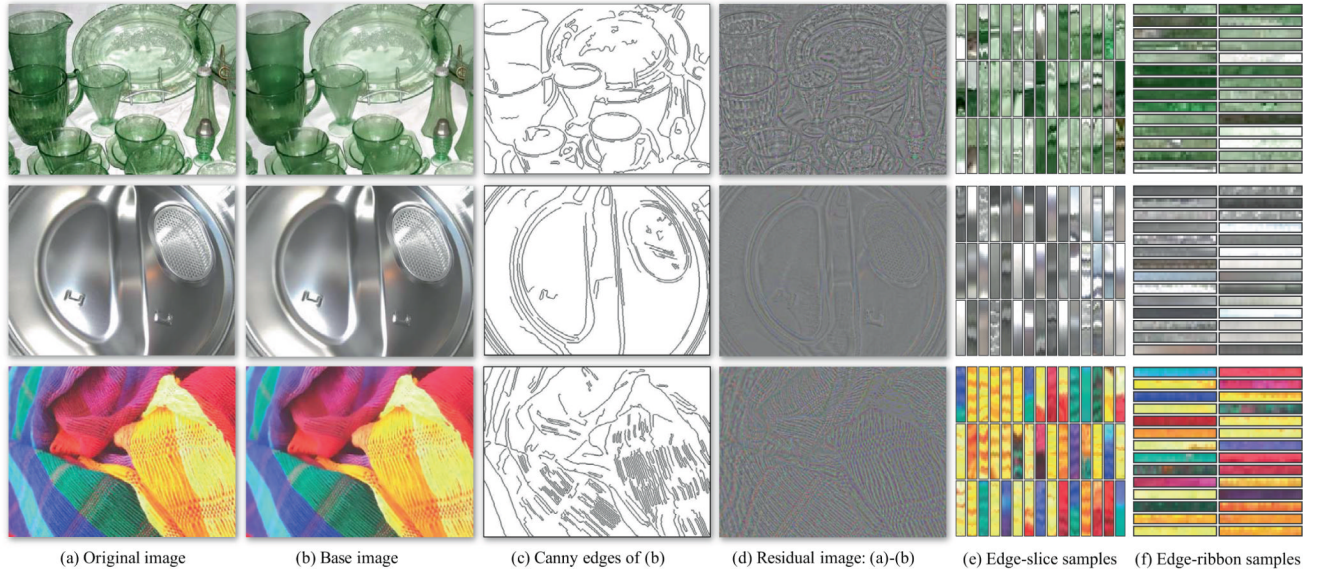 (a) Original image
(b) Base image
(c) Canny edges of (b)
(d) Residual image: (a)-(b)
(e) Edge-slice samples
(f) Edge-ribbon samples